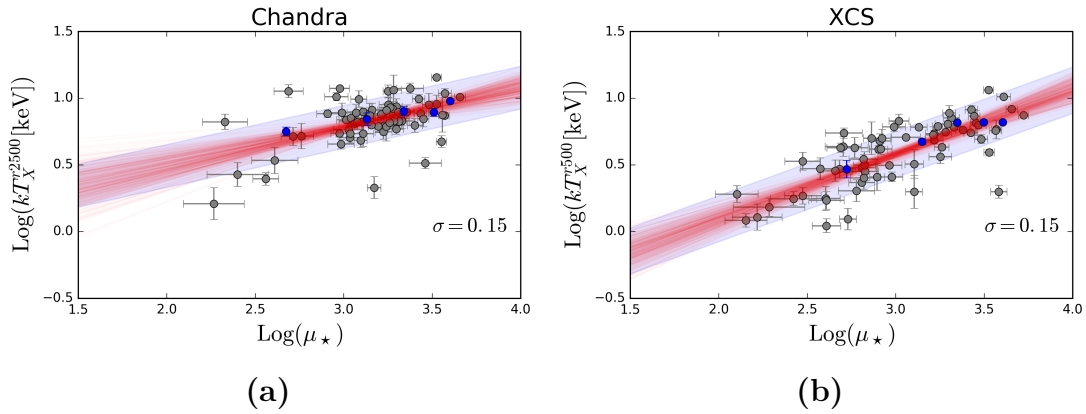 Chandra
1.5
1.0
0.5
0.0
−0.5
Log(kT_X^{r2500}[keV])
σ = 0.15
1.5 2.0 2.5 3.0 3.5 4.0
Log(μ⋆)
(a)
XCS
1.5
1.0
0.5
0.0
−0.5
Log(kT_X^{r500}[keV])
σ = 0.15
1.5 2.0 2.5 3.0 3.5 4.0
Log(μ⋆)
(b)